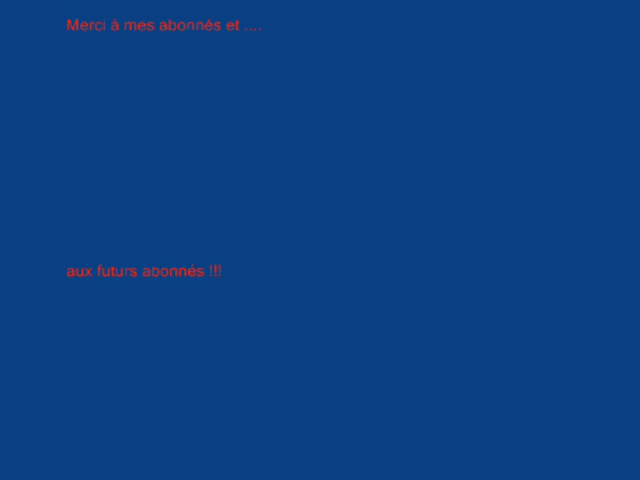 Merci à mes abonnés et ....
aux futurs abonnés !!!